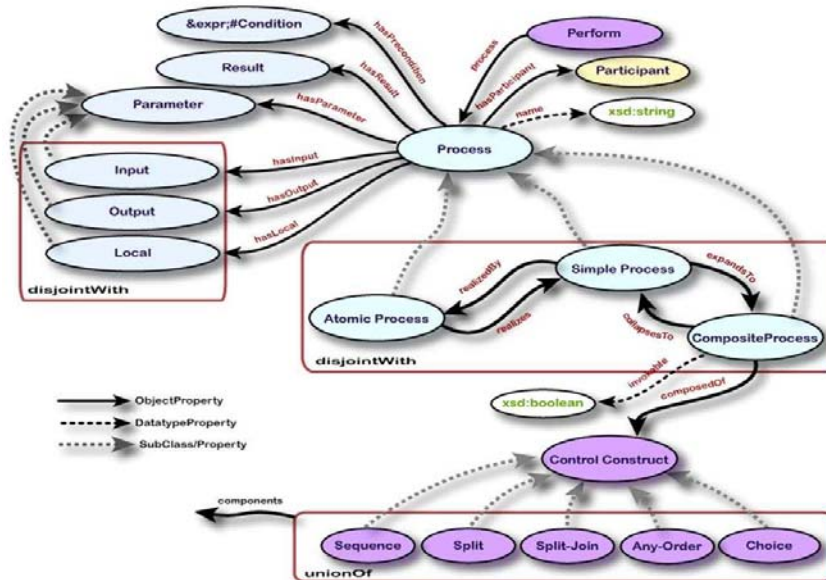 &expr;#Condition
Result
Parameter
Input
Output
Local
disjointWith
hasPrecondition
hasResult
hasParameter
hasInput
hasOutput
hasLocal
process
hasParticipant
name
Perform
Participant
xsd:string
Process
Simple Process
Atomic Process
CompositeProcess
realizedBy
realizes
expandsTo
collapsesTo
disjointWith
invokable
composedOf
xsd:boolean
ObjectProperty
DatatypeProperty
SubClass/Property
Control Construct
components
Sequence
Split
Split-Join
Any-Order
Choice
unionOf